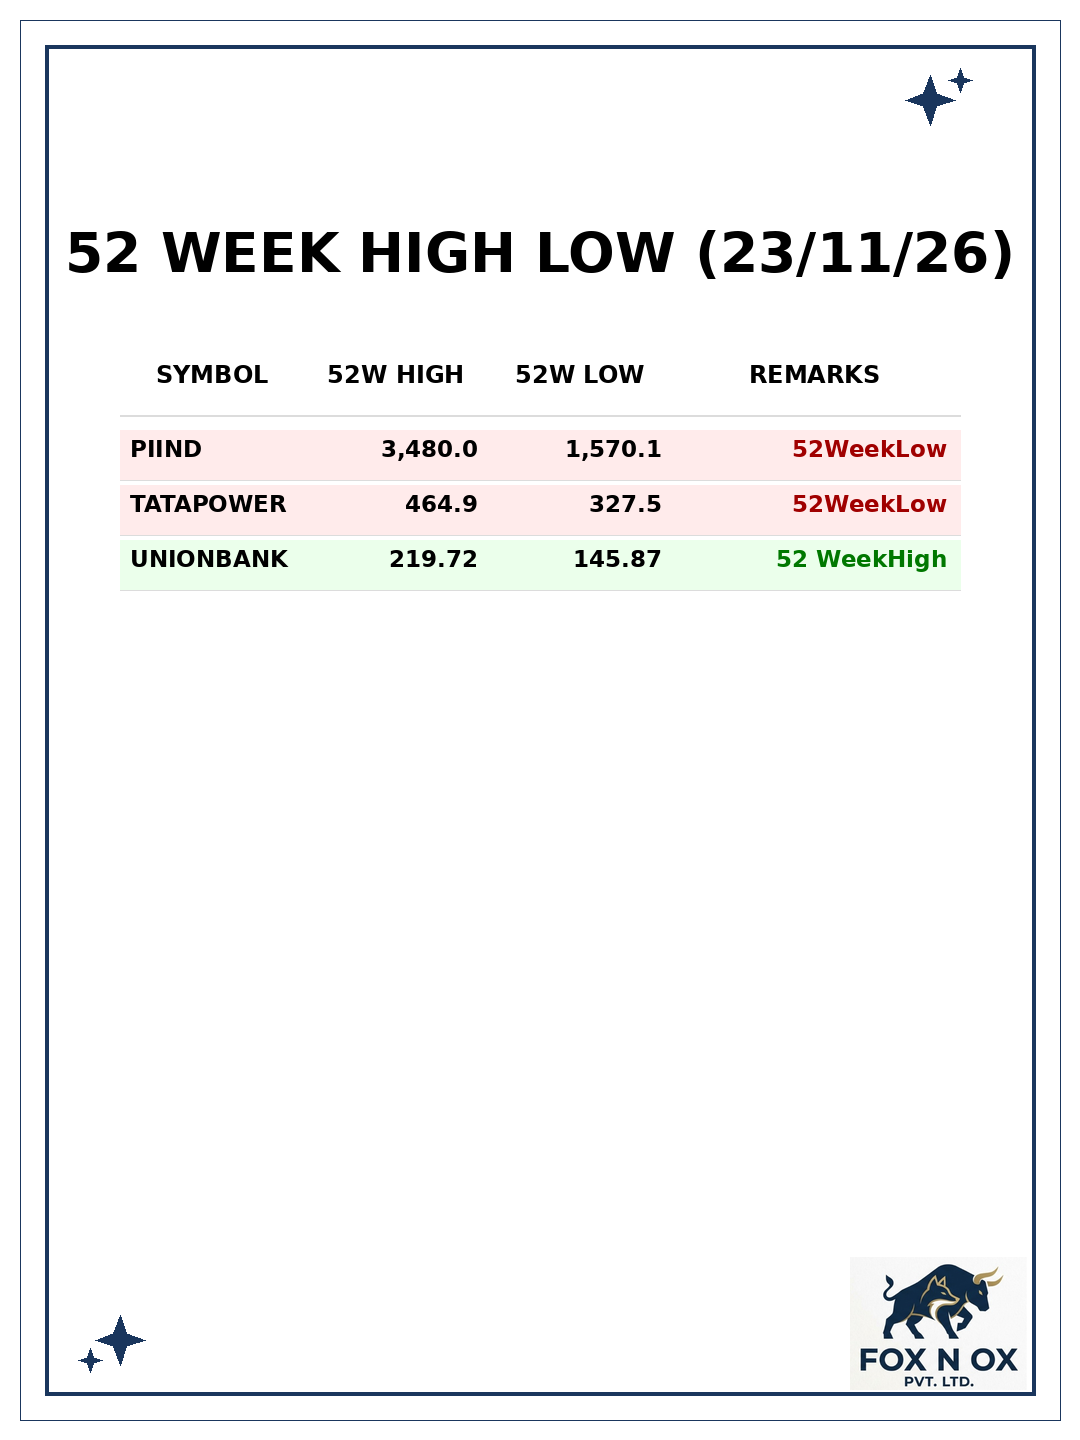 52 WEEK HIGH LOW (23/11/26)
SYMBOL 52W HIGH 52W LOW REMARKS
PIIND 3,480.0 1,570.1 52WeekLow
TATAPOWER 464.9 327.5 52WeekLow
UNIONBANK 219.72 145.87 52 WeekHigh
FOX N OX
PVT. LTD.